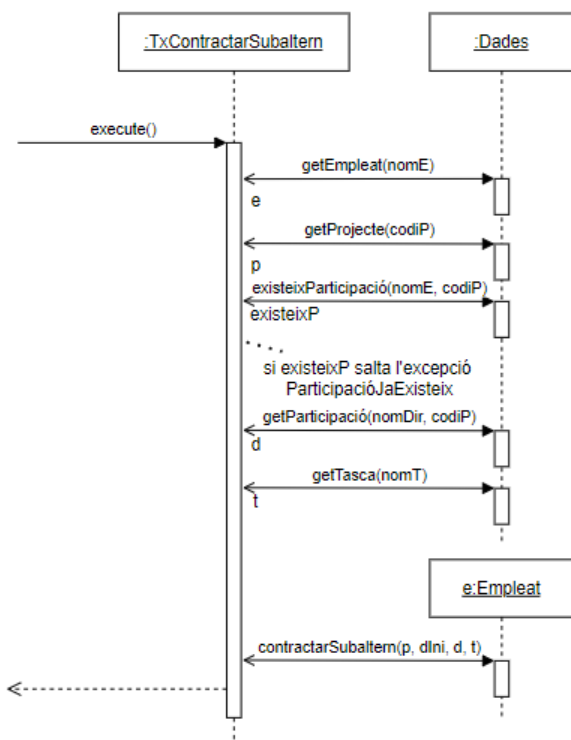 :TxContractarSubaltern
:Dades
execute()
getEmpleat(nomE)
e
getProjecte(codiP)
p
existeixParticipació(nomE, codiP)
existeixP
si existeixP salta l'excepció
ParticipacióJaExisteix
getParticipació(nomDir, codiP)
d
getTasca(nomT)
t
e:Empleat
contractarSubaltern(p, dIni, d, t)